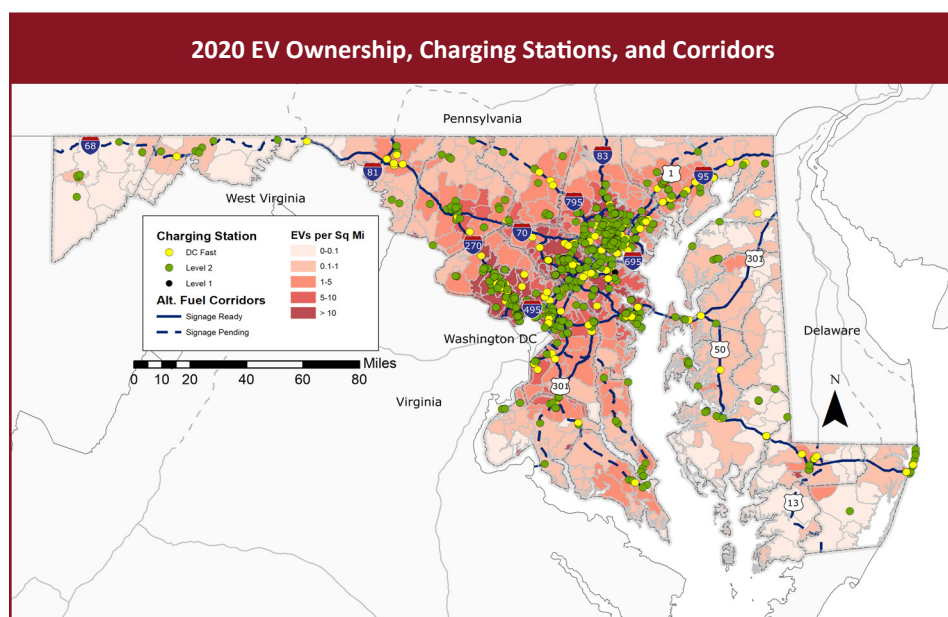 2020 EV Ownership, Charging Stations, and Corridors
Pennsylvania
68
83
1
81
95
West Virginia
795
Charging Station
DC Fast
Level 2
Level 1
Alt. Fuel Corridors
Signage Ready
Signage Pending
EVs per Sq Mi
0-0.1
0.1-1
1-5
5-10
> 10
70
270
695
301
495
Washington DC
Delaware
50
Miles
0 5 10 20 40 60 80
N
301
Virginia
13